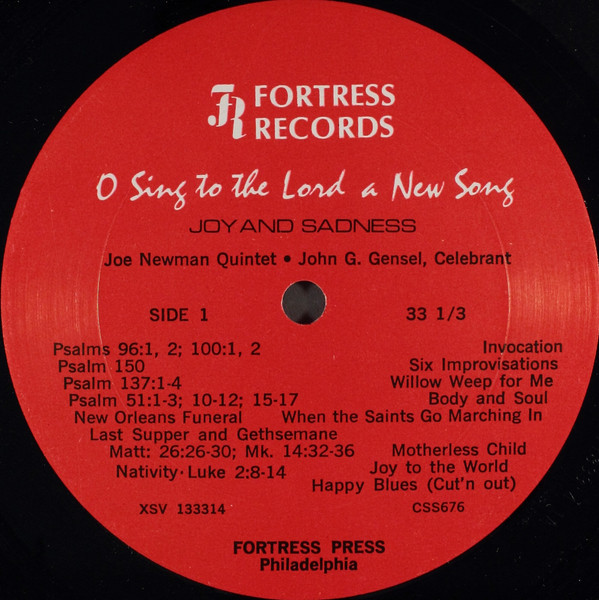 FR FORTRESS
RECORDS
O Sing to the Lord a New Song
JOY AND SADNESS
Joe Newman Quintet • John G. Gensel, Celebrant
SIDE 1 33 1/3
Psalms 96:1, 2; 100:1, 2 Invocation
Psalm 150 Six Improvisations
Psalm 137:1-4 Willow Weep for Me
Psalm 51:1-3; 10-12; 15-17 Body and Soul
New Orleans Funeral When the Saints Go Marching In
Last Supper and Gethsemane
Matt: 26:26-30; Mk. 14:32-36 Motherless Child
Nativity · Luke 2:8-14 Joy to the World
Happy Blues (Cut'n out)
XSV 133314 CSS676
FORTRESS PRESS
Philadelphia